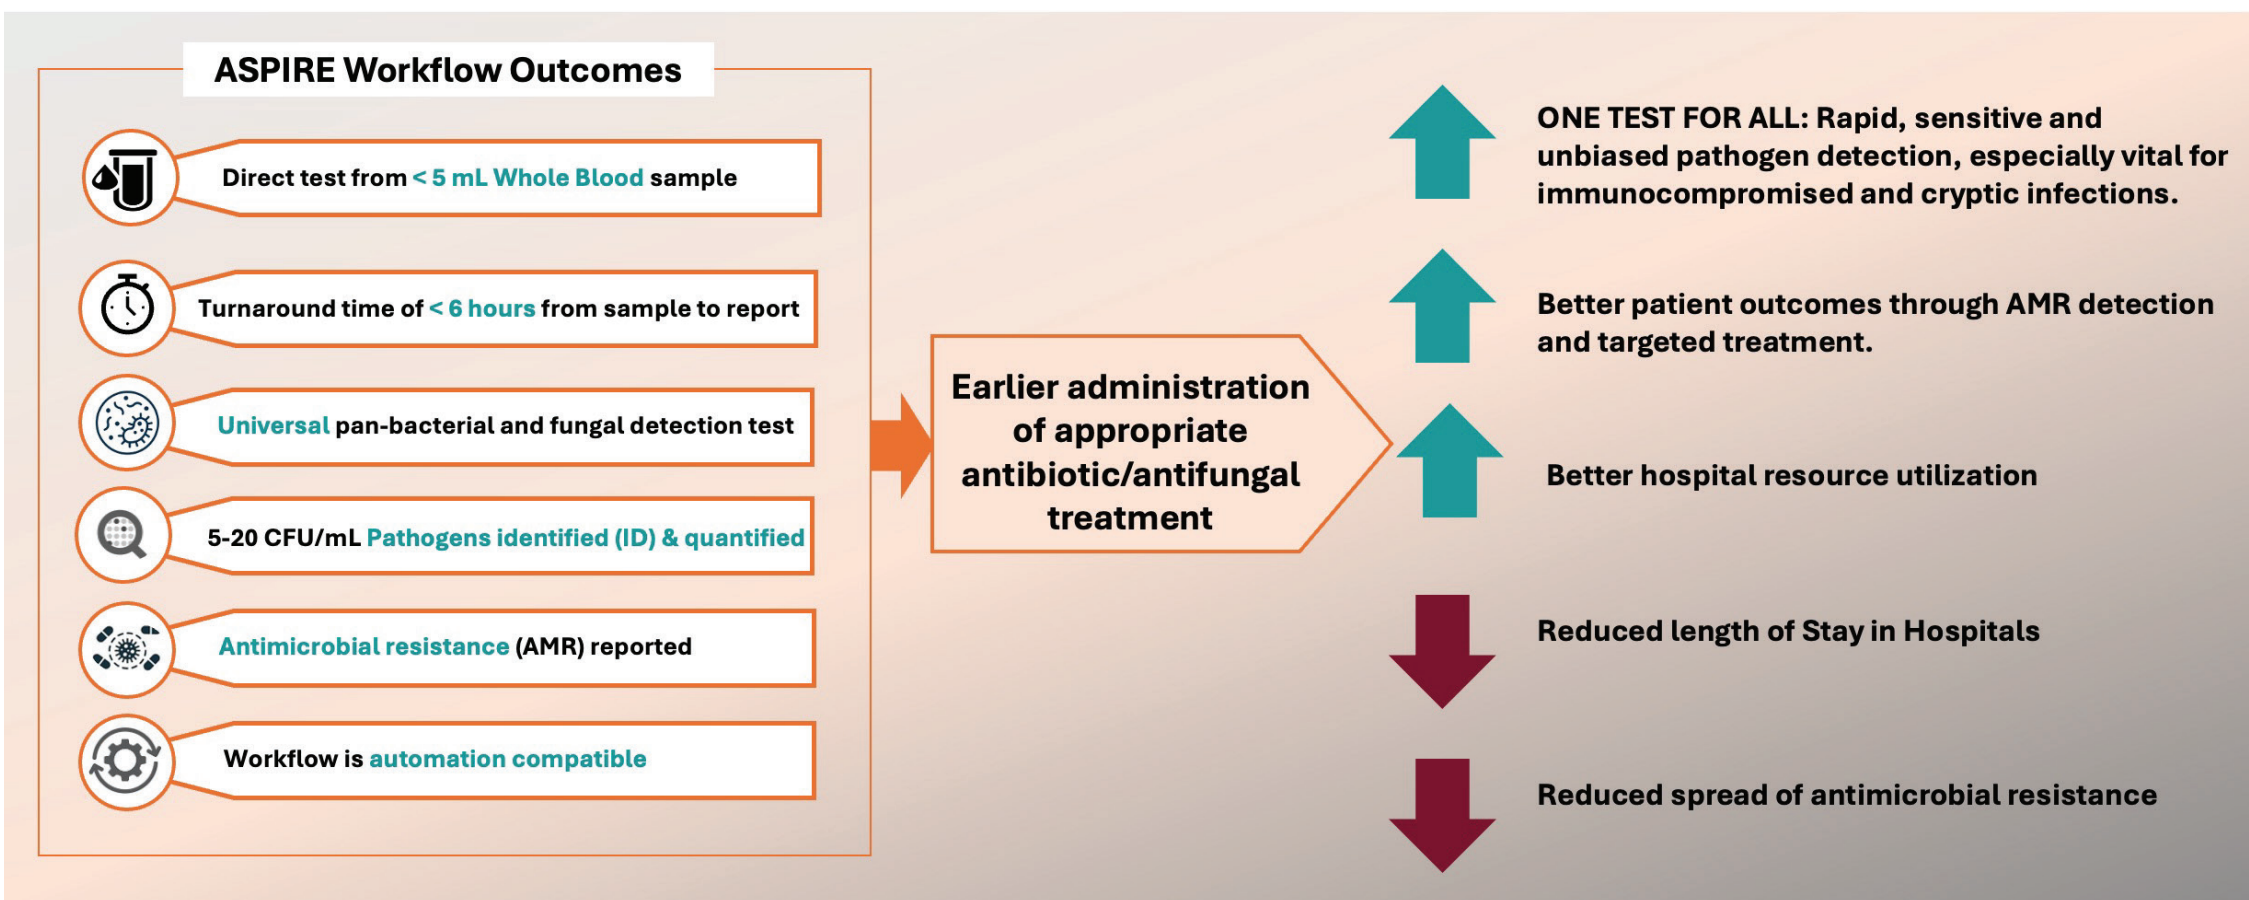 ASPIRE Workflow Outcomes
Direct test from < 5 mL Whole Blood sample
Turnaround time of < 6 hours from sample to report
Universal pan-bacterial and fungal detection test
5-20 CFU/mL Pathogens identified (ID) & quantified
Antimicrobial resistance (AMR) reported
Workflow is automation compatible
Earlier administration
of appropriate
antibiotic/antifungal
treatment
ONE TEST FOR ALL: Rapid, sensitive and
unbiased pathogen detection, especially vital for
immunocompromised and cryptic infections.
Better patient outcomes through AMR detection
and targeted treatment.
Better hospital resource utilization
Reduced length of Stay in Hospitals
Reduced spread of antimicrobial resistance